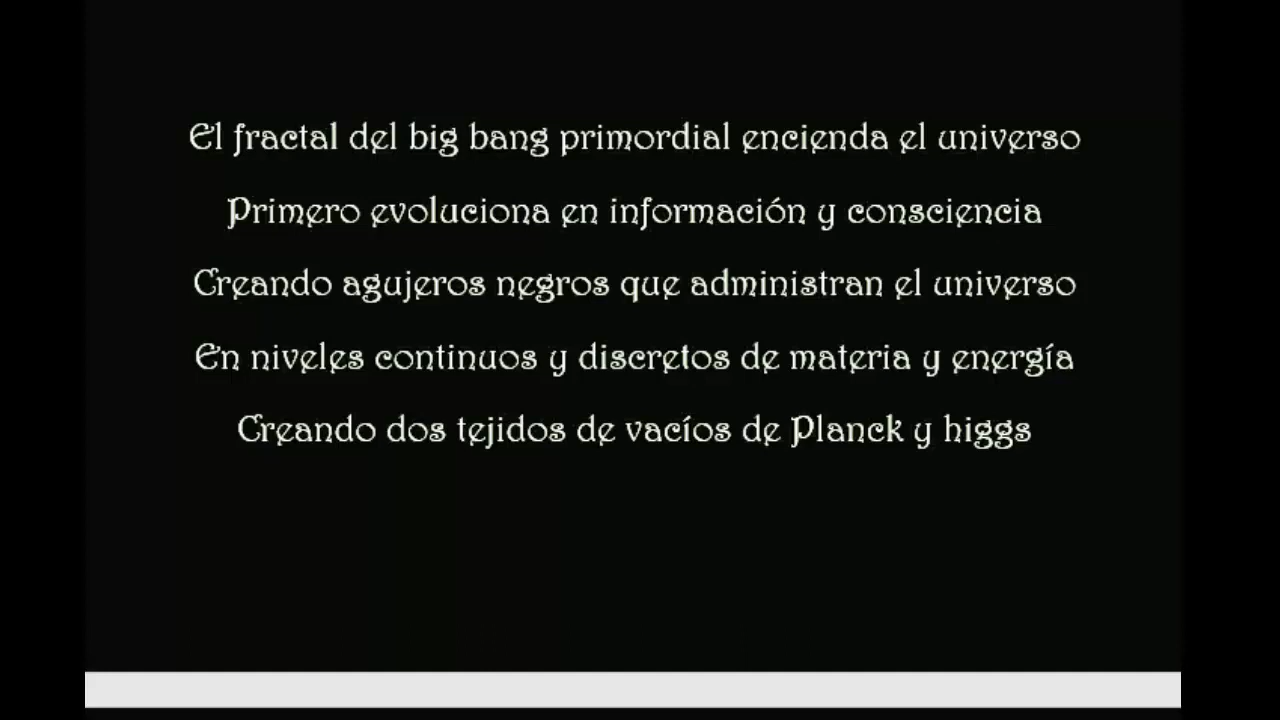 El fractal del big bang primordial encienda el universo
Primero evoluciona en información y consciencia
Creando agujeros negros que administran el universo
En niveles continuos y discretos de materia y energía
Creando dos tejidos de vacíos de Planck y higgs